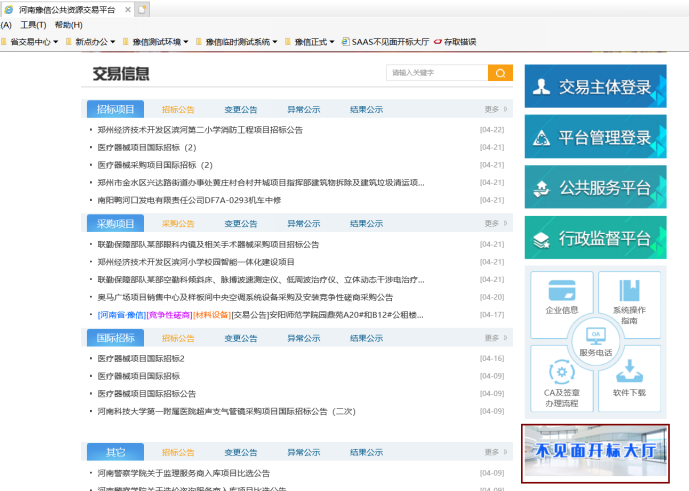 河南豫信公共资源交易平台 ×
(A) 工具(T) 帮助(H)
省交易中心 新点办公 豫信测试环境 豫信临时测试系统 豫信正式 SAAS不见面开标大厅 存取错误
交易信息
请输入关键字
招标项目 招标公告 变更公告 异常公示 结果公示 更多
• 郑州经济技术开发区滨河第二小学消防工程项目招标公告 [04-22]
• 医疗器械项目国际招标（2） [04-21]
• 医疗器械采购项目国际招标（2） [04-21]
• 郑州市金水区兴达路街道办事处黄庄村合村并城项目指挥部建筑物拆除及建筑垃圾清运项... [04-21]
• 南阳鸭河口发电有限责任公司DF7A-0293机车中修 [04-21]
采购项目 采购公告 变更公告 异常公示 结果公示 更多
• 联勤保障部队某部眼科内镜及相关手术器械采购项目招标公告 [04-21]
• 郑州经济技术开发区滨河小学校园智能一体化建设项目 [04-21]
• 联勤保障部队某部空勤科倾斜床、脉搏波速测定仪、低周波治疗仪、立体动态干涉电治疗... [04-21]
• 奥马广场项目销售中心及样板间中央空调系统设备采购及安装竞争性磋商采购公告 [04-20]
• [河南省·豫信][竞争性磋商][材料设备][交易公告]安阳师范学院园鼎苑A20#和B12#公租楼... [04-17]
国际招标 招标公告 变更公告 异常公示 结果公示 更多
• 医疗器械项目国际招标2 [04-16]
• 医疗器械项目国际招标 [04-09]
• 医疗器械项目国际招标公告 [04-09]
• 河南科技大学第一附属医院超声支气管镜采购项目国际招标公告（二次） [04-09]
其它 招标公告 变更公告 异常公示 结果公示 更多
• 河南警察学院关于监理服务商入库项目比选公告 [04-09]
• 河南警察学院关于造价咨询服务商入库项目比选公告 [04-09]
交易主体登录
平台管理登录
公共服务平台
行政监督平台
企业信息
系统操作
指南
OA
服务电话
CA及签章
办理流程
软件下载
不见面开标大厅